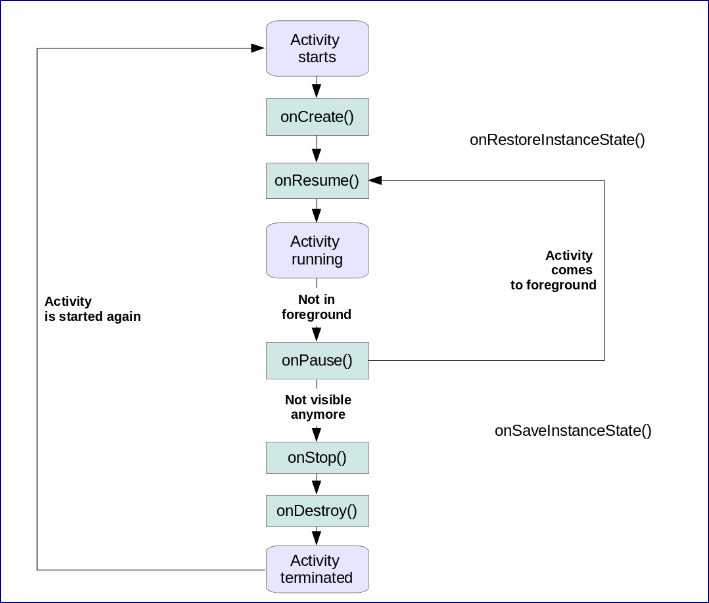 Activity
starts
onCreate()
onRestoreInstanceState()
onResume()
Activity
running
Activity
comes
to foreground
Not in
foreground
Activity
is started again
onPause()
Not visible
anymore
onSaveInstanceState()
onStop()
onDestroy()
Activity
terminated